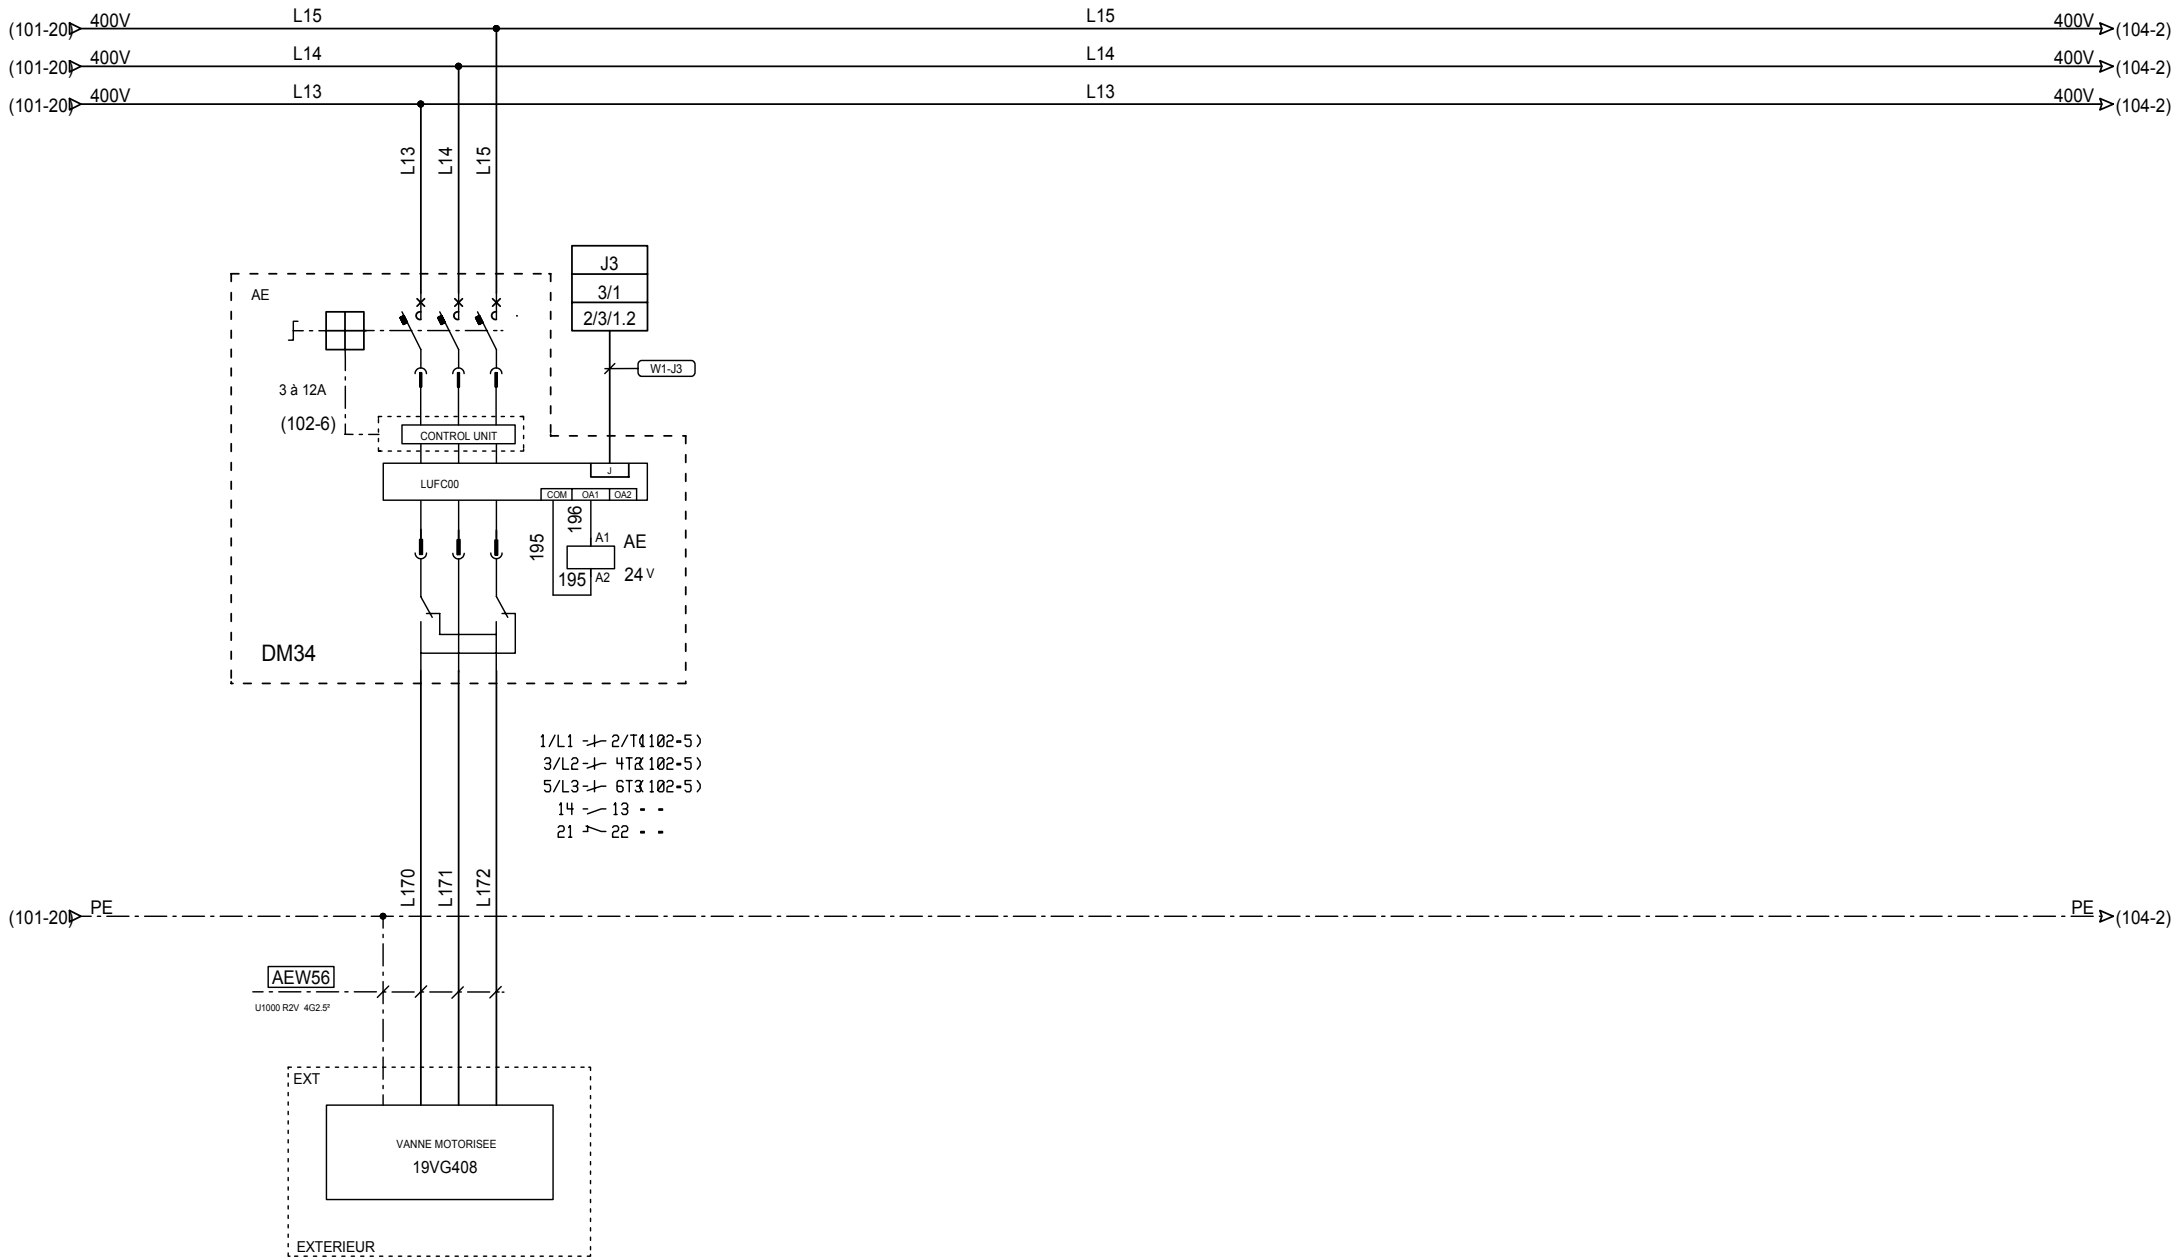 L15 L15
(101-20) 400V 400V (104-2)
L14 L14
(101-20) 400V 400V (104-2)
L13 L13
(101-20) 400V 400V (104-2)
L13 L14 L15
J3
3/1
2/3/1.2
W1-J3
AE
3 à 12A
(102-6)
CONTROL UNIT
J
LUFC00
COM OA1 OA2
195
196
A1 AE
195 A2 24 V
DM34
1/L1 2/T1(102-5)
3/L2 4T2(102-5)
5/L3 6T3(102-5)
14 13 - -
21 22 - -
L170 L171 L172
(101-20) PE PE (104-2)
AEW56
U1000 R2V 4G2.5²
EXT
VANNE MOTORISEE
19VG408
EXTERIEUR